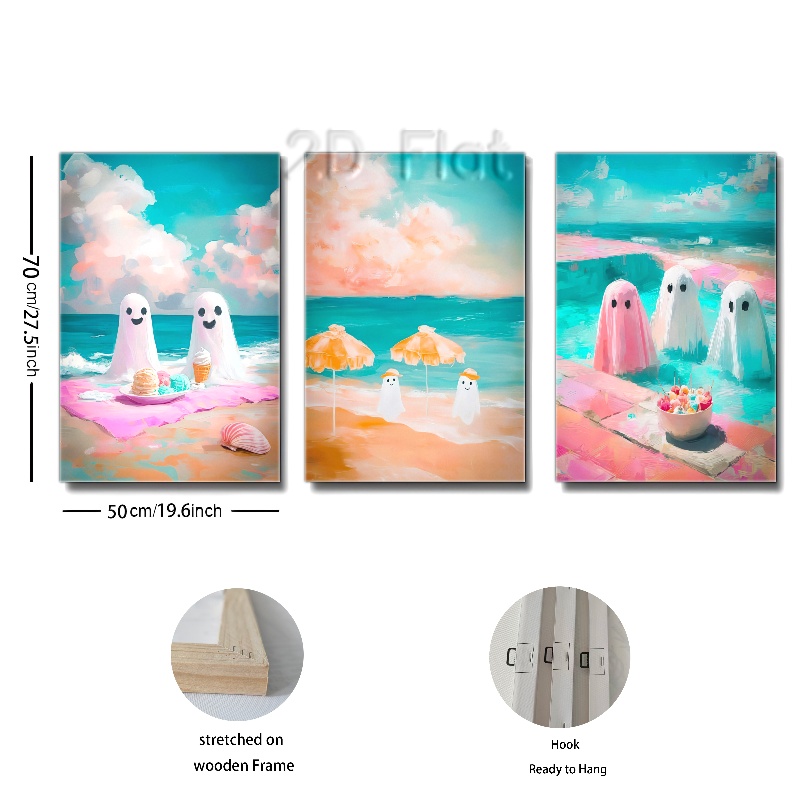 2D Flat
70 cm/27.5inch
50 cm/19.6inch
stretched on
wooden Frame
Hook
Ready to Hang